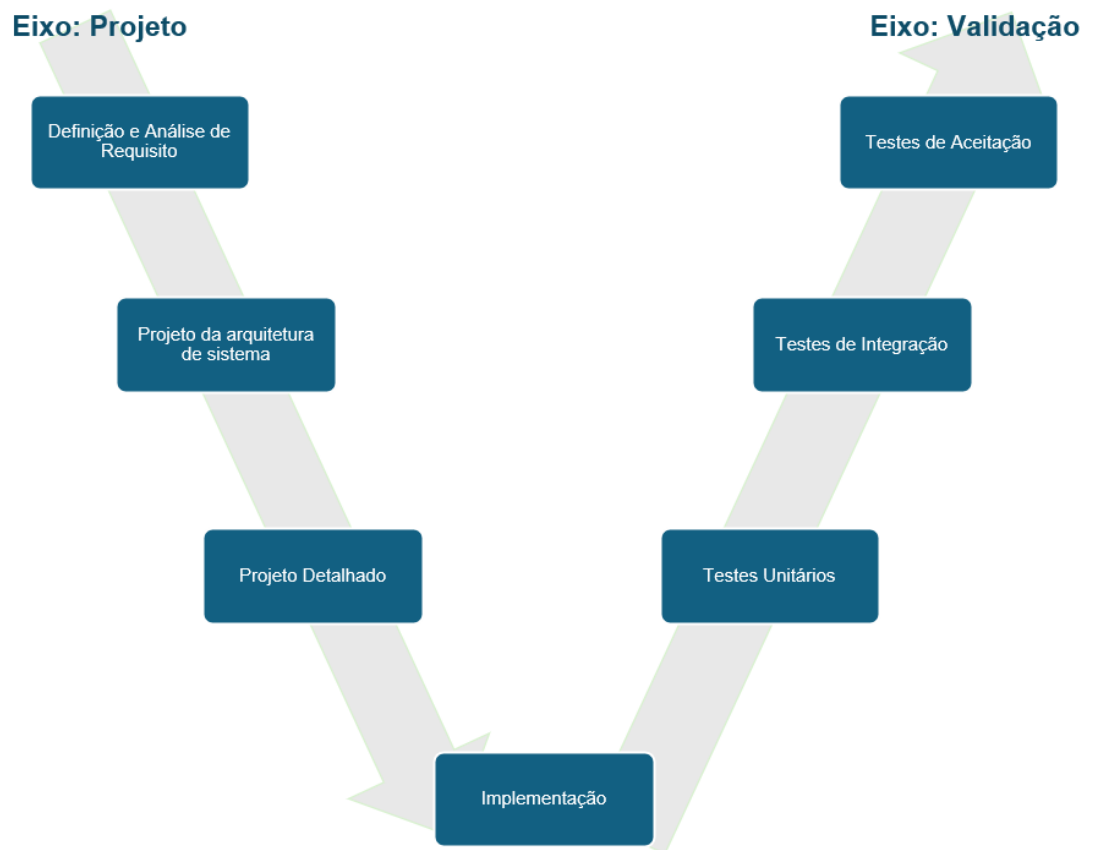 Eixo: Projeto
Eixo: Validação
Definição e Análise de
Requisito
Testes de Aceitação
Projeto da arquitetura
de sistema
Testes de Integração
Projeto Detalhado
Testes Unitários
Implementação